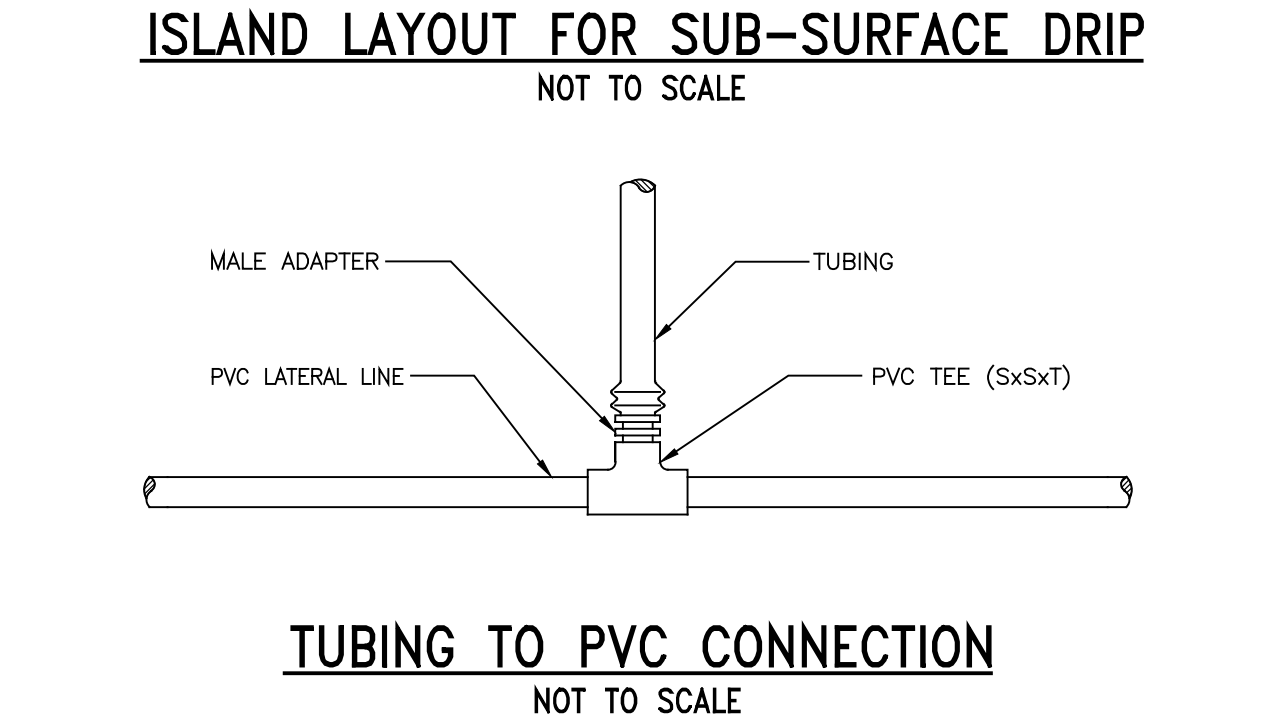 ISLAND LAYOUT FOR SUB-SURFACE DRIP
NOT TO SCALE
MALE ADAPTER
TUBING
PVC LATERAL LINE
PVC TEE (SxSxT)
TUBING TO PVC CONNECTION
NOT TO SCALE